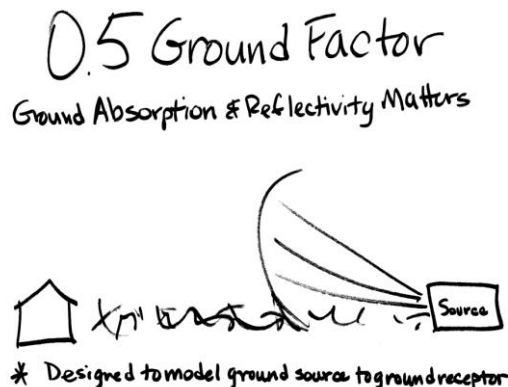 0.5 Ground Factor
Ground Absorption & Reflectivity Matters
Source
* Designed to model ground source to ground receptor